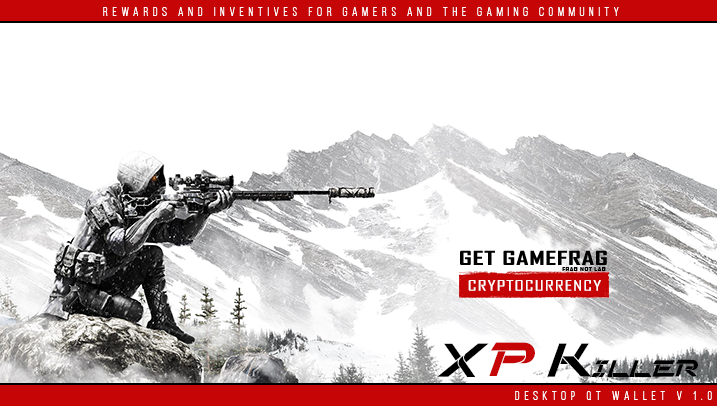 REWARDS AND INVENTIVES FOR GAMERS AND THE GAMING COMMUNITY
GET GAMEFRAG
FRAG NOT LAG
CRYPTOCURRENCY
XP KILLER
DESKTOP QT WALLET V 1.0